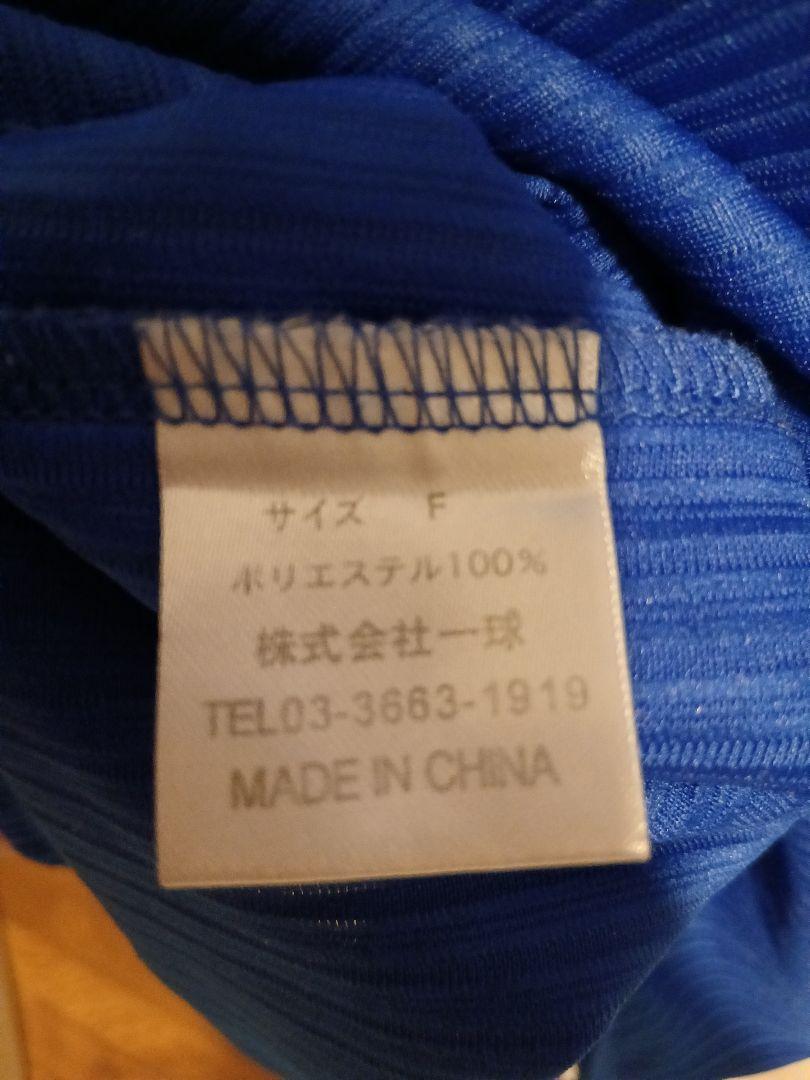 サイズ F
ポリエステル100%
株式会社一球
TEL03-3663-1919
MADE IN CHINA